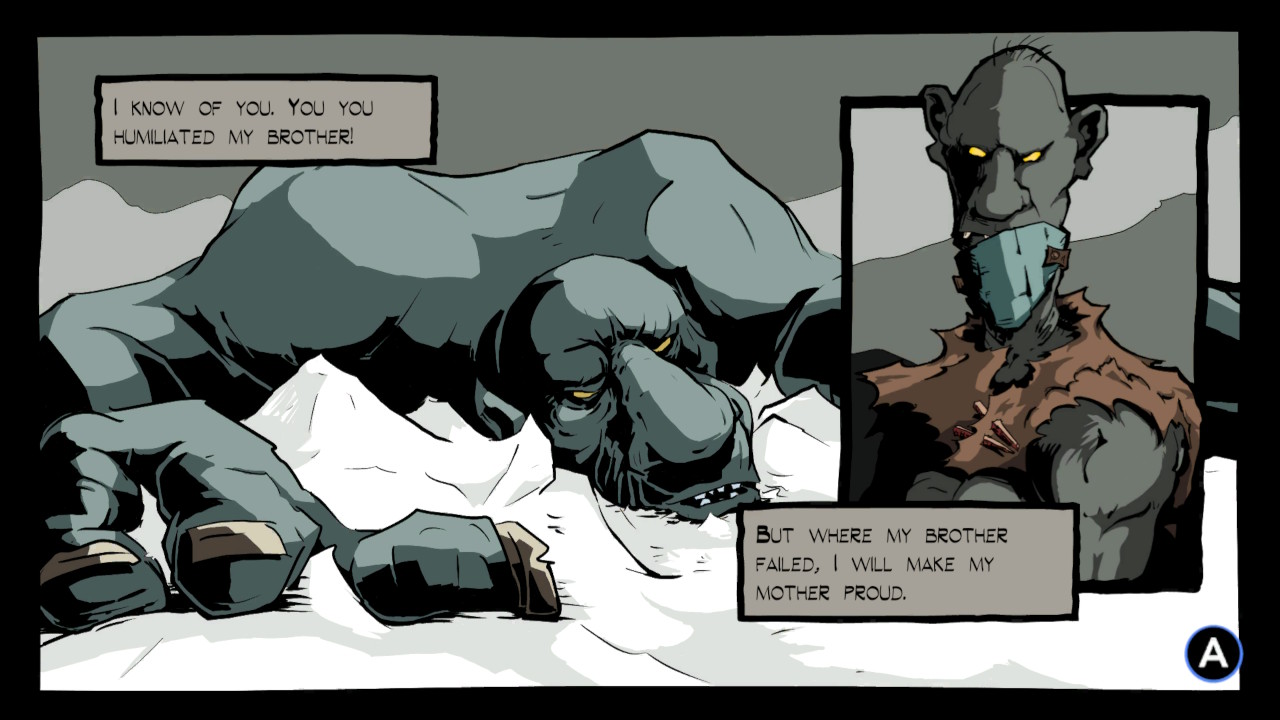 I KNOW OF YOU. YOU YOU
HUMILIATED MY BROTHER!
BUT WHERE MY BROTHER
FAILED, I WILL MAKE MY
MOTHER PROUD.
A